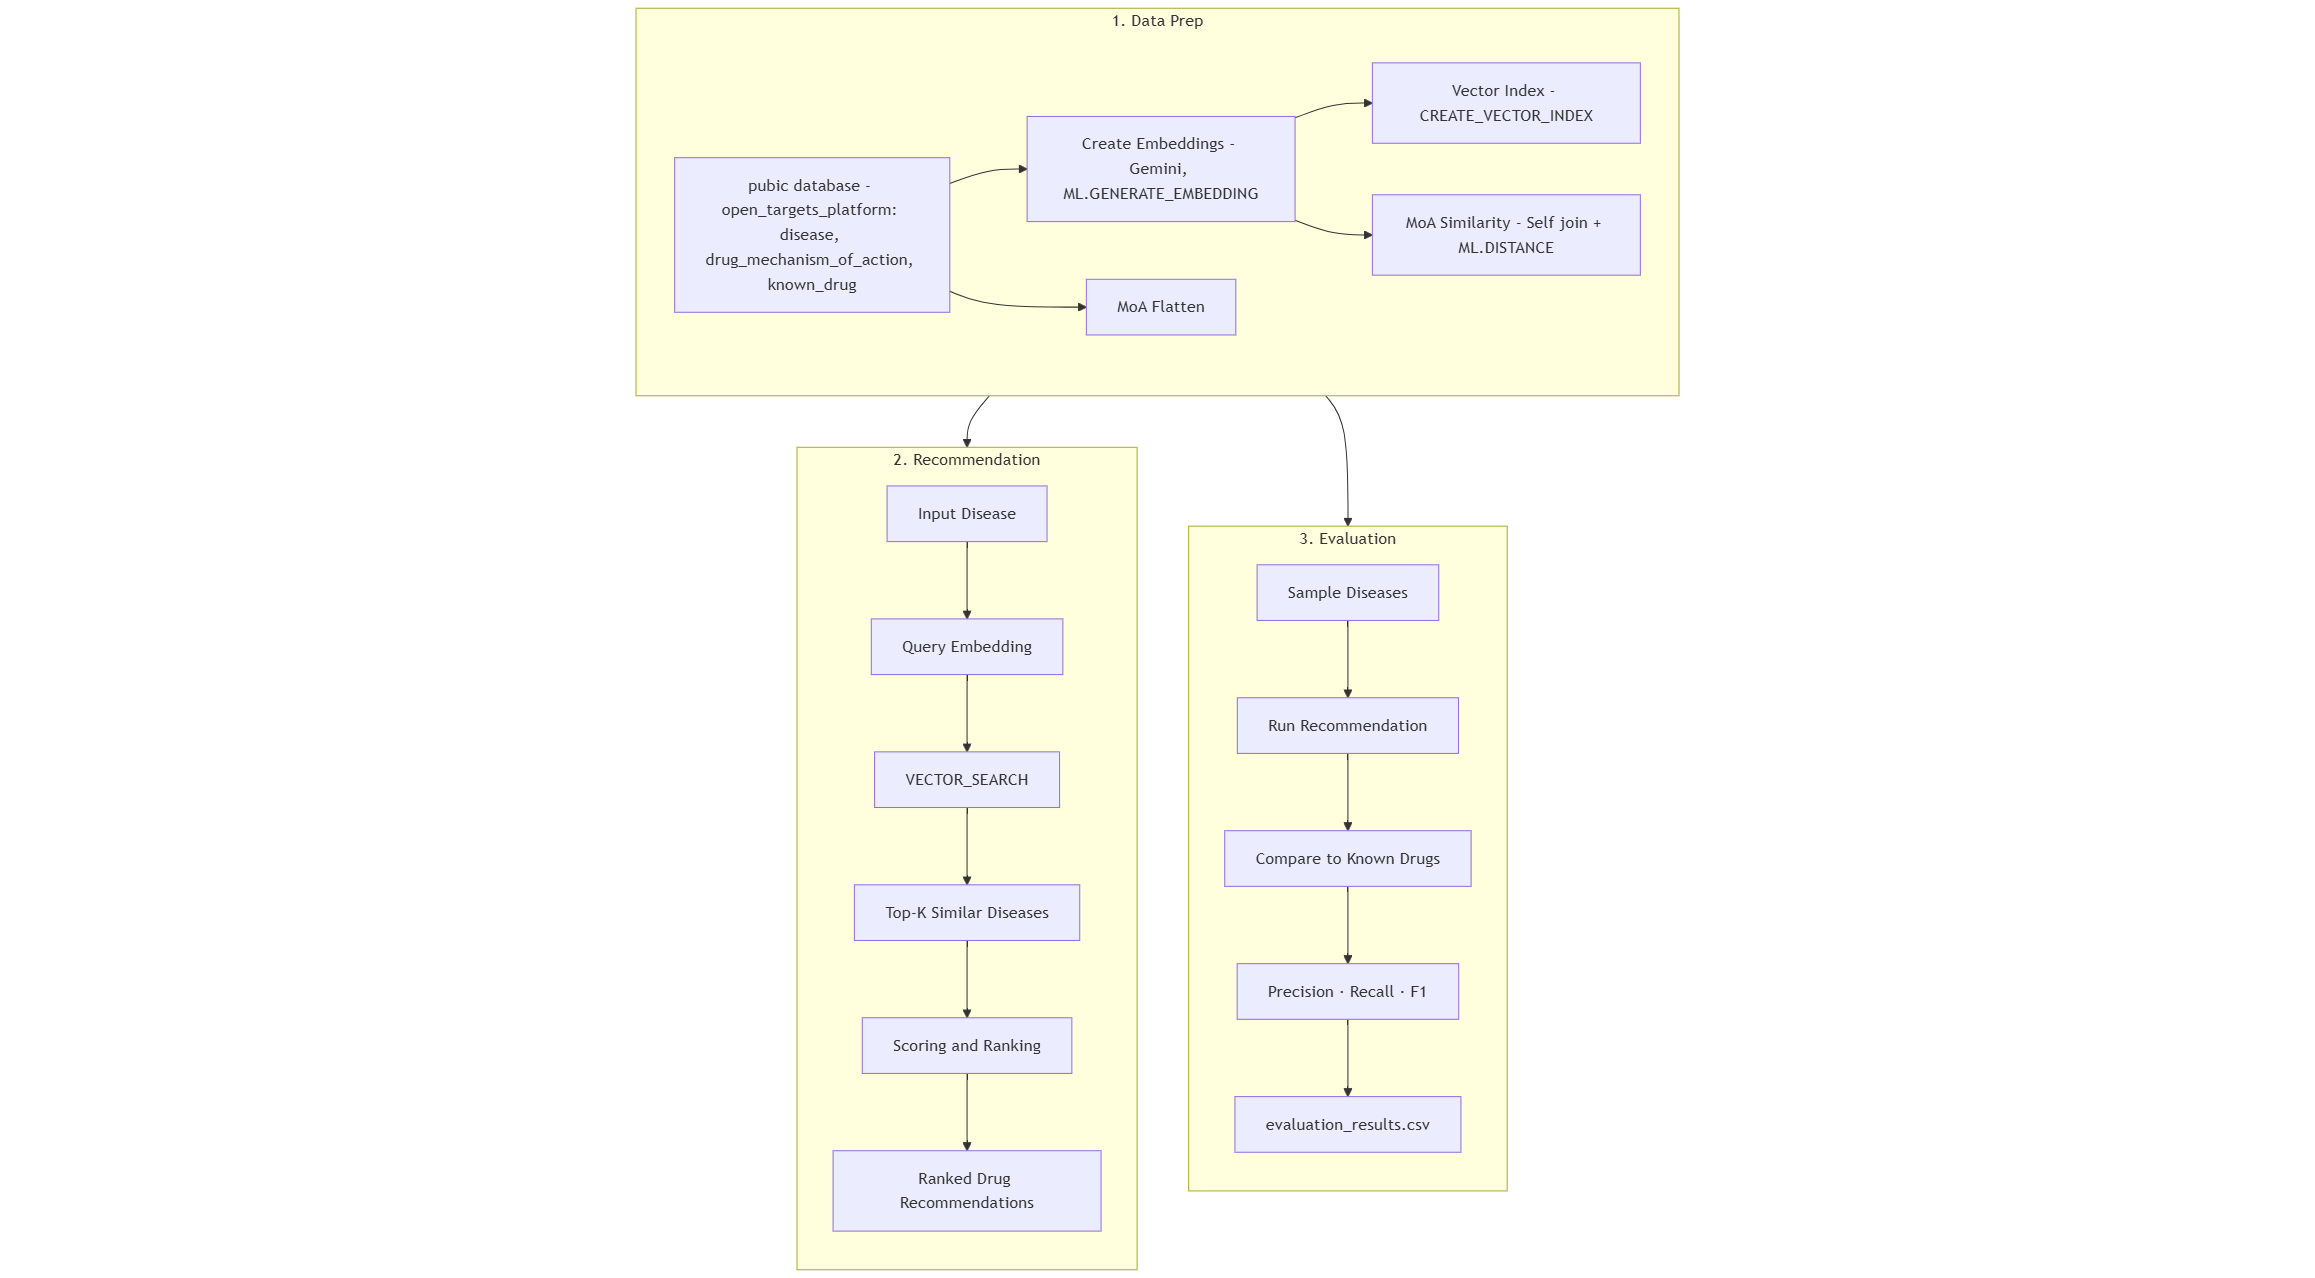 1. Data Prep
pubic database -
open_targets_platform:
disease,
drug_mechanism_of_action,
known_drug
Create Embeddings -
Gemini,
ML.GENERATE_EMBEDDING
MoA Flatten
Vector Index -
CREATE_VECTOR_INDEX
MoA Similarity - Self join +
ML.DISTANCE
2. Recommendation
Input Disease
Query Embedding
VECTOR_SEARCH
Top-K Similar Diseases
Scoring and Ranking
Ranked Drug
Recommendations
3. Evaluation
Sample Diseases
Run Recommendation
Compare to Known Drugs
Precision · Recall · F1
evaluation_results.csv